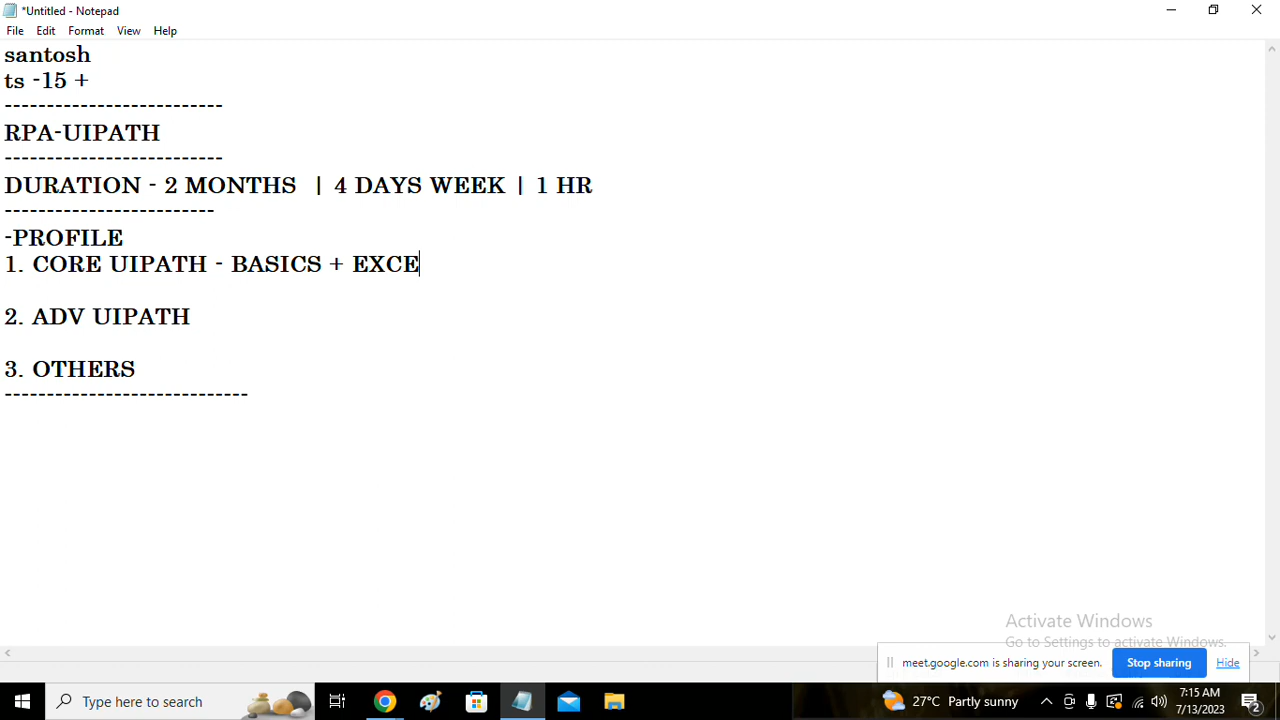 *Untitled - Notepad
File Edit Format View Help
santosh
ts -15 +
--------------------------
RPA-UIPATH
--------------------------
DURATION - 2 MONTHS | 4 DAYS WEEK | 1 HR
-------------------------
-PROFILE
1. CORE UIPATH - BASICS + EXCE
2. ADV UIPATH
3. OTHERS
-----------------------------
Activate Windows
Go to Settings to activate Windows.
meet.google.com is sharing your screen. Stop sharing Hide
Type here to search 27°C Partly sunny 7:15 AM
7/13/2023 2